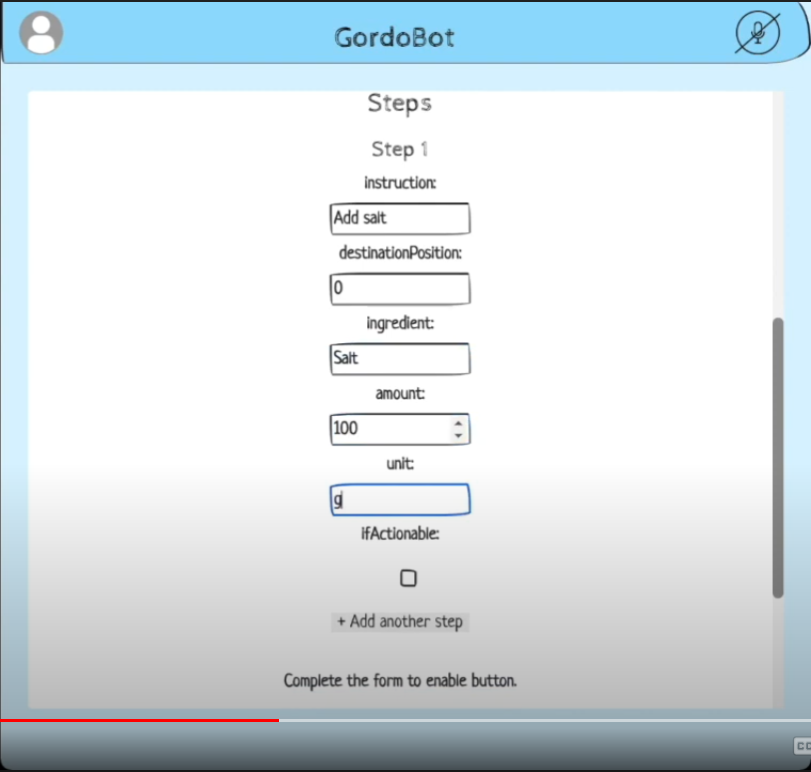 GordoBot
Steps
Step 1
instruction:
Add salt
destinationPosition:
0
ingredient:
Salt
amount:
100
unit:
g
ifActionable:
+ Add another step
Complete the form to enable button.
CC